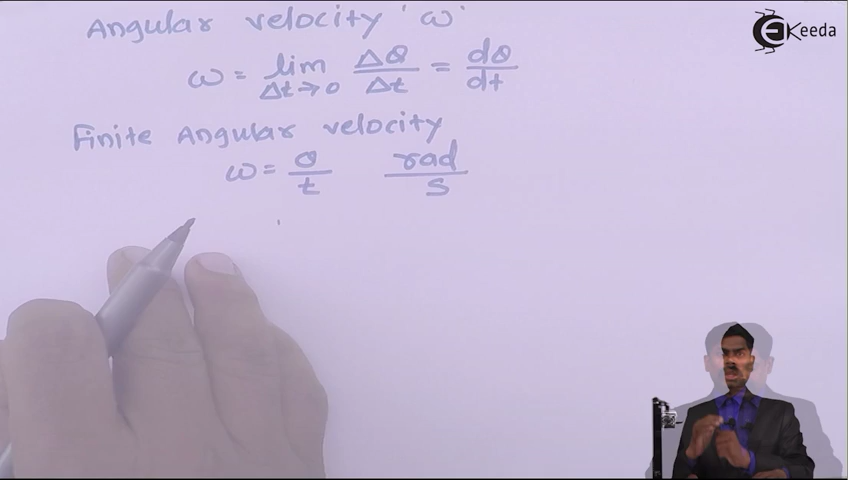 Angular velocity 'ω'
ω = lim Δt→0 Δθ/Δt = dθ/dt
Finite Angular velocity
ω = θ/t rad/s
EKeeda